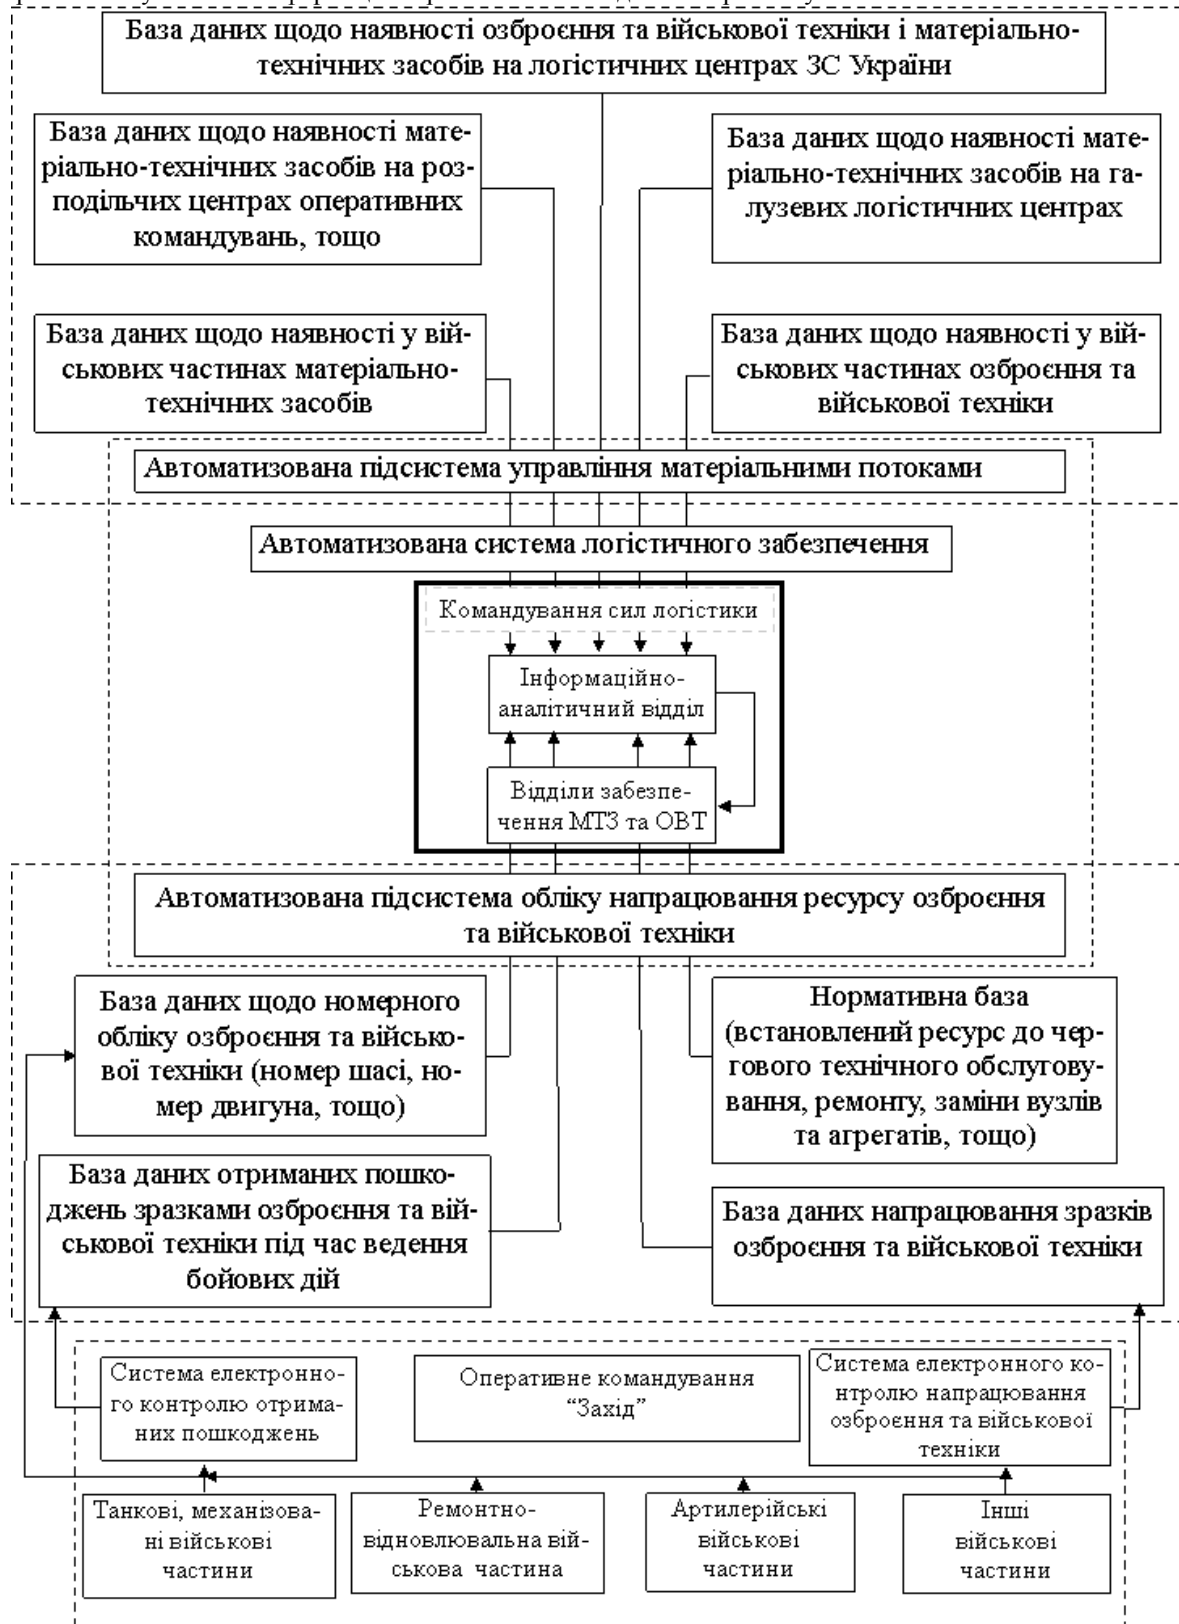 База даних щодо наявності озброєння та військової техніки і матеріально-
технічних засобів на логістичних центрах ЗС України
База даних щодо наявності мате-
ріально-технічних засобів на роз-
подільчих центрах оперативних
командувань, тощо
База даних щодо наявності мате-
ріально-технічних засобів на га-
лузевих логістичних центрах
База даних щодо наявності у вій-
ськових частинах матеріально-
технічних засобів
База даних щодо наявності у вій-
ськових частинах озброєння та
військової техніки
Автоматизована підсистема управління матеріальними потоками
Автоматизована система логістичного забезпечення
Командування сил логістики
Інформаційно-
аналітичний відділ
Відділи забезпе-
чення МТЗ та ОВТ
Автоматизована підсистема обліку напрацювання ресурсу озброєння
та військової техніки
База даних щодо номерного
обліку озброєння та військо-
вої техніки (номер шасі, но-
мер двигуна, тощо)
Нормативна база
(встановлений ресурс до чер-
гового технічного обслугову-
вання, ремонту, заміни вузлів
та агрегатів, тощо)
База даних отриманих пошко-
джень зразками озброєння та вій-
ськової техніки під час ведення
бойових дій
База даних напрацювання зразків
озброєння та військової техніки
Система електронно-
го контролю отрима-
них пошкоджень
Оперативне командування
“Захід”
Система електронного ко-
нтролю напрацювання
озброєння та військової
техніки
Танкові, механізова-
ні військові
частини
Ремонтно-
відновлювальна вій-
ськова частина
Артилерійські
військові
частини
Інші
військові
частини